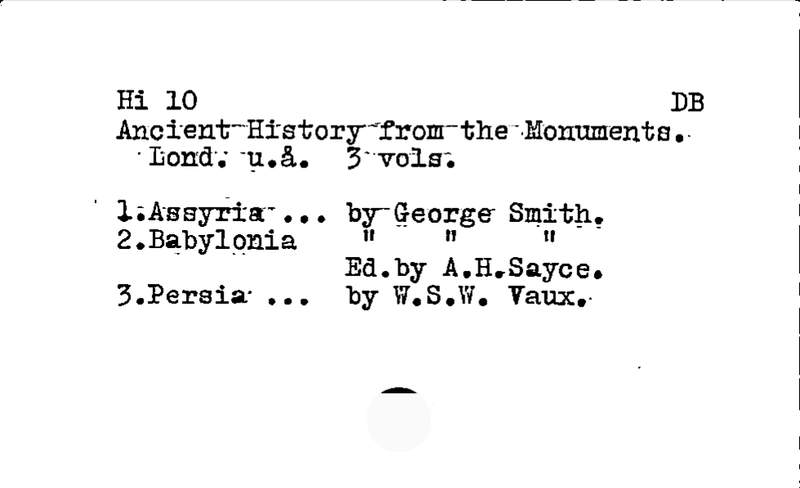 Hi 10 DB
Ancient History from the Monuments.
Lond. u.å. 3 vols.
1.Assyria ... by George Smith.
2.Babylonia " " "
Ed.by A.H.Sayce.
3.Persia ... by W.S.W. Vaux.